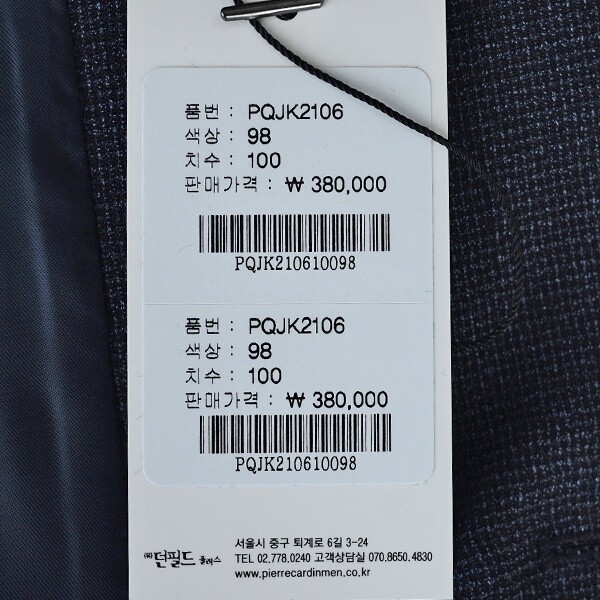 품번 : PQJK2106
색상 : 98
치수 : 100
판매가격 : ₩ 380,000
PQJK210610098
품번 : PQJK2106
색상 : 98
치수 : 100
판매가격 : ₩ 380,000
PQJK210610098
서울시 중구 퇴계로 6길 3-24
㈜던필드 플러스 TEL 02.778.0240 고객상담실 070.8650.4830
www.pierrecardinmen.co.kr